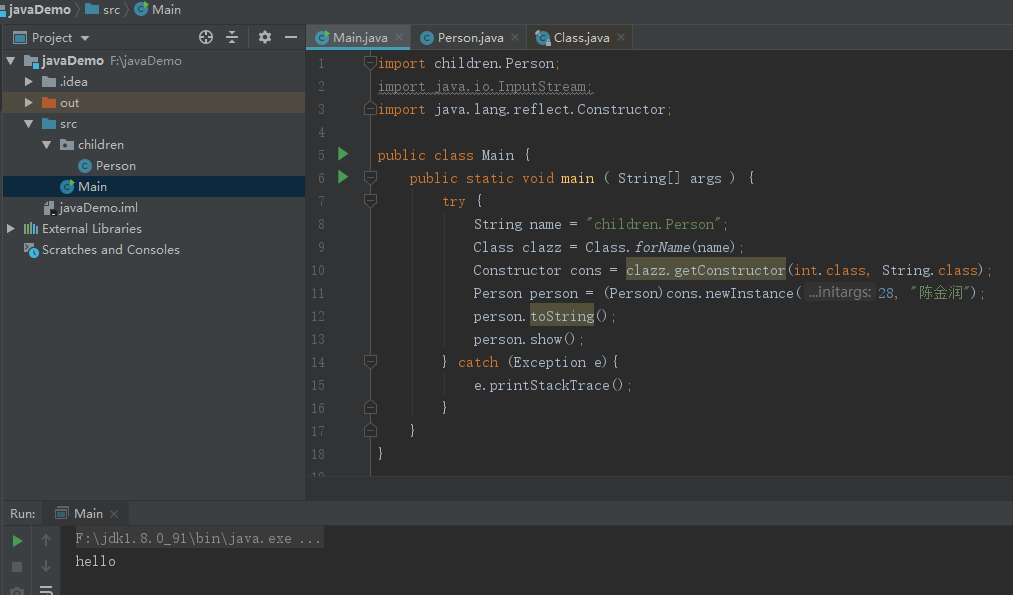 javaDemo src Main
Project
Main.java Person.java Class.java
javaDemo F:\javaDemo
.idea
out
src
children
Person
Main
javaDemo.iml
External Libraries
Scratches and Consoles
1 import children.Person;
2 import java.io.InputStream;
3 import java.lang.reflect.Constructor;
4
5 public class Main {
6 public static void main ( String[] args ) {
7 try {
8 String name = "children.Person";
9 Class clazz = Class.forName(name);
10 Constructor cons = clazz.getConstructor(int.class, String.class);
11 Person person = (Person)cons.newInstance( ...initargs: 28, "陈金润");
12 person.toString();
13 person.show();
14 } catch (Exception e){
15 e.printStackTrace();
16 }
17 }
18 }
19
Run: Main
F:\jdk1.8.0_91\bin\java.exe ...
hello